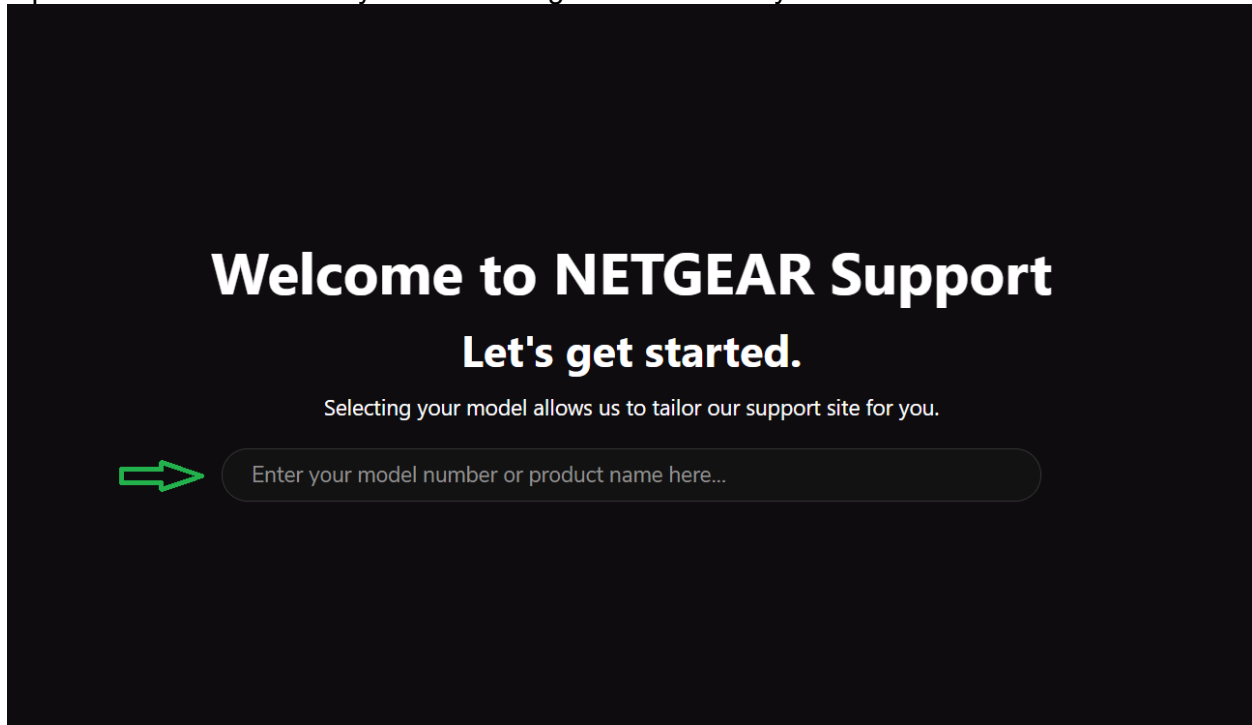 Welcome to NETGEAR Support
Let's get started.
Selecting your model allows us to tailor our support site for you.
Enter your model number or product name here...